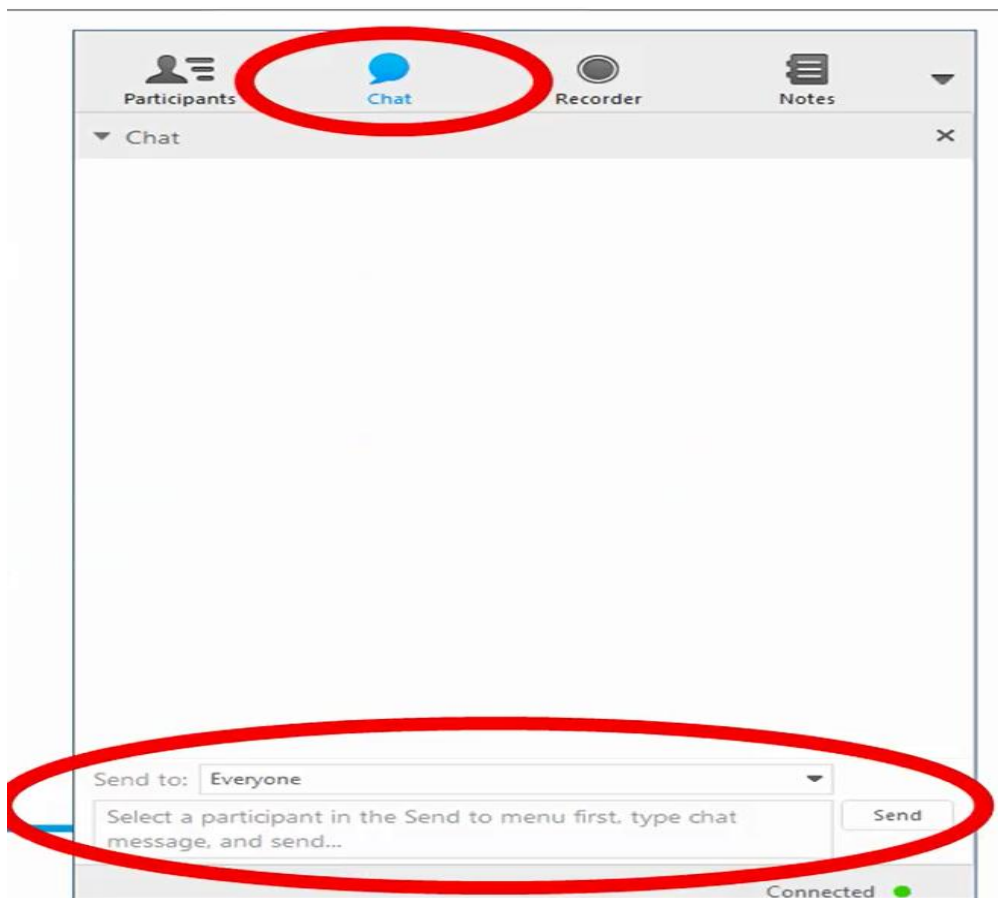 Participants Chat Recorder Notes
Chat
Send to: Everyone
Select a participant in the Send to menu first, type chat
message, and send...
Send
Connected